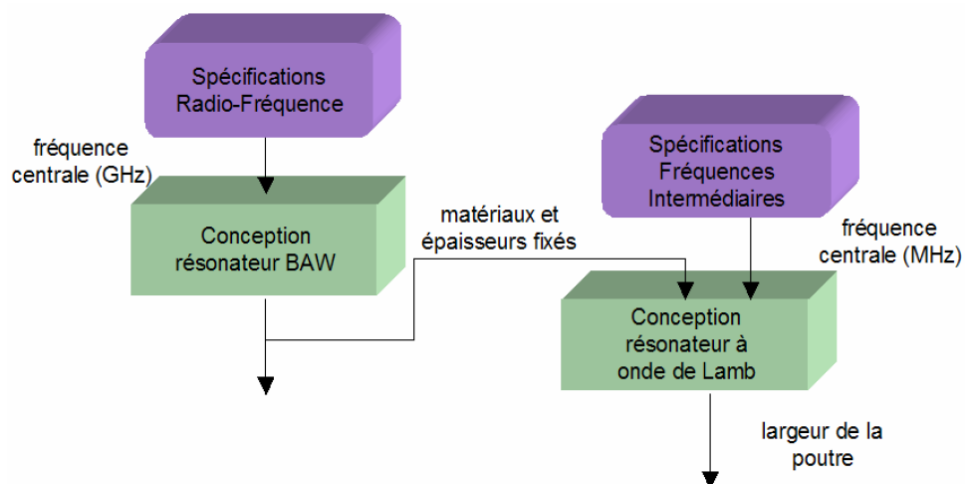 Spécifications
Radio-Fréquence
fréquence
centrale (GHz)
Conception
résonateur BAW
matériaux et
épaisseurs fixés
Spécifications
Fréquences
Intermédiaires
fréquence
centrale (MHz)
Conception
résonateur à
onde de Lamb
largeur de la
poutre